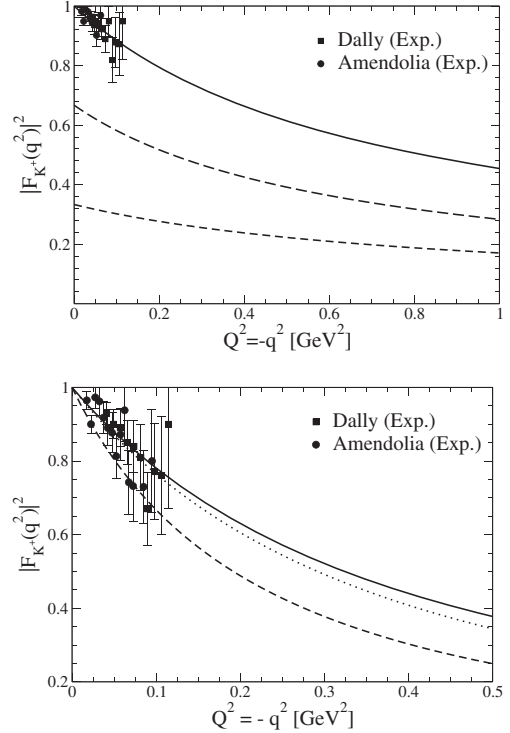 1
0.8
0.6
0.4
0.2
|F_K⁺(q²)|²
Dally (Exp.)
Amendolia (Exp.)
0 0.2 0.4 0.6 0.8 1
Q²=-q² [GeV²]
1
0.8
0.6
0.4
0.2
|F_K⁺(q²)|²
Dally (Exp.)
Amendolia (Exp.)
0 0.1 0.2 0.3 0.4 0.5
Q² = - q² [GeV²]